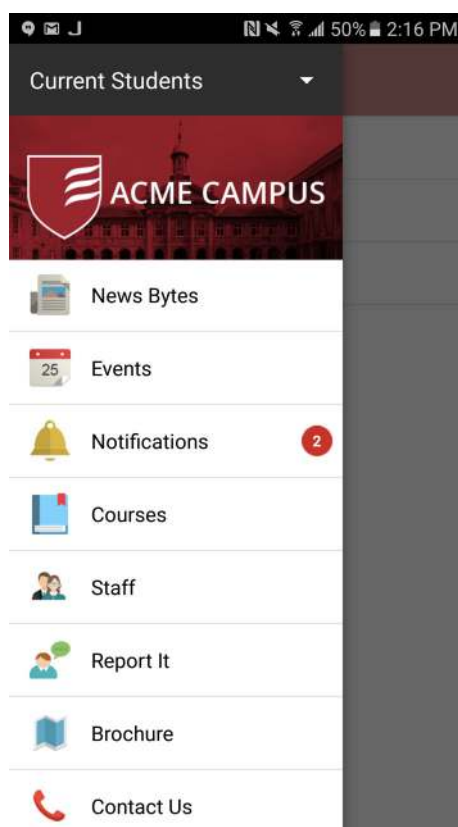 50% 2:16 PM
Current Students
ACME CAMPUS
News Bytes
25 Events
Notifications 2
Courses
Staff
Report It
Brochure
Contact Us